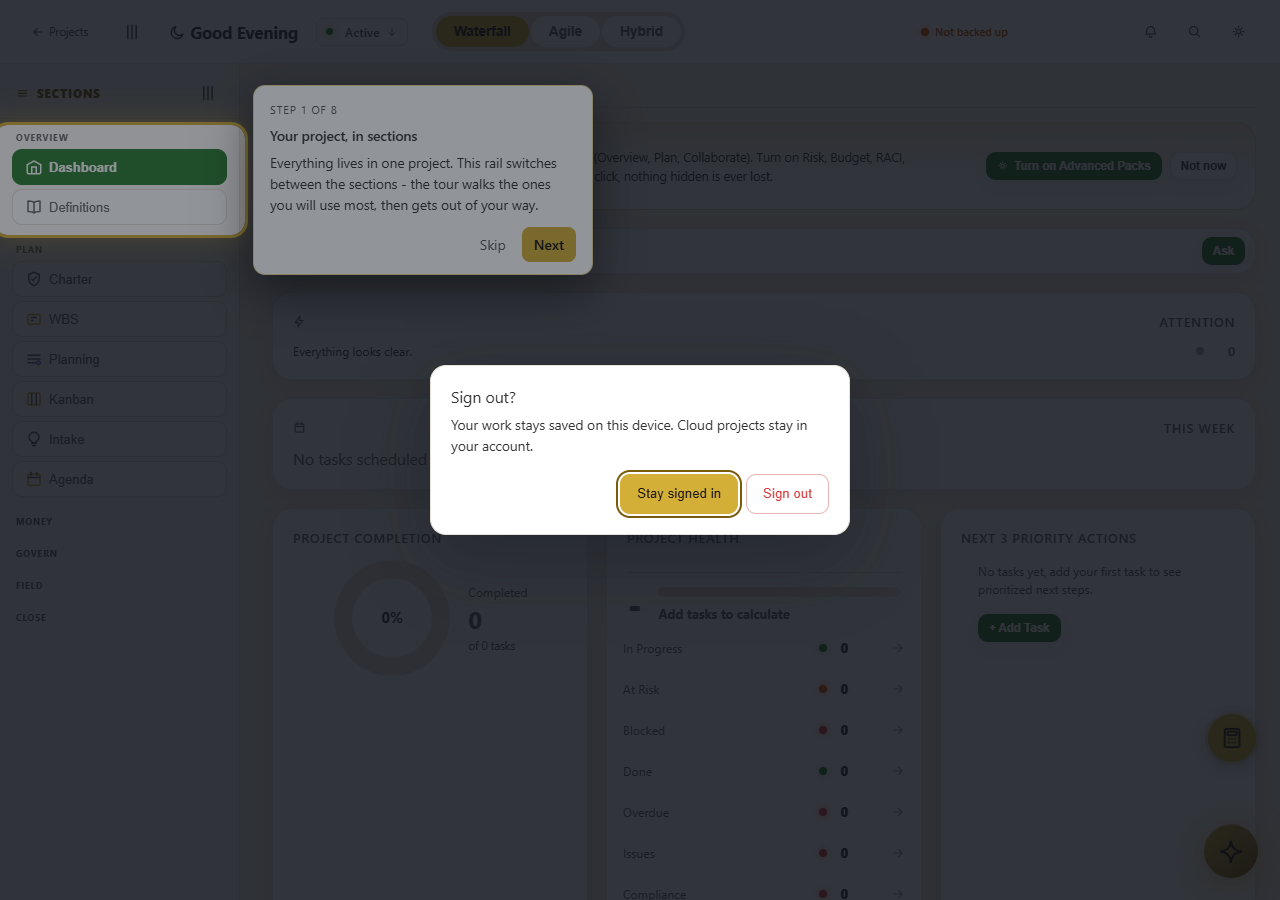 Projects
Good Evening
Active
Waterfall
Agile
Hybrid
Not backed up
SECTIONS
OVERVIEW
Dashboard
Definitions
PLAN
Charter
WBS
Planning
Kanban
Intake
Agenda
MONEY
GOVERN
FIELD
CLOSE
STEP 1 OF 8
Your project, in sections
Everything lives in one project. This rail switches
between the sections - the tour walks the ones
you will use most, then gets out of your way.
Skip
Next
(Overview, Plan, Collaborate). Turn on Risk, Budget, RACI,
click, nothing hidden is ever lost.
Turn on Advanced Packs
Not now
Ask
ATTENTION
Everything looks clear.
0
THIS WEEK
No tasks scheduled
Sign out?
Your work stays saved on this device. Cloud projects stay in
your account.
Stay signed in
Sign out
PROJECT COMPLETION
0%
Completed
0
of 0 tasks
PROJECT HEALTH
-
Add tasks to calculate
In Progress 0
At Risk 0
Blocked 0
Done 0
Overdue 0
Issues 0
Compliance 0
NEXT 3 PRIORITY ACTIONS
No tasks yet, add your first task to see
prioritized next steps.
+ Add Task